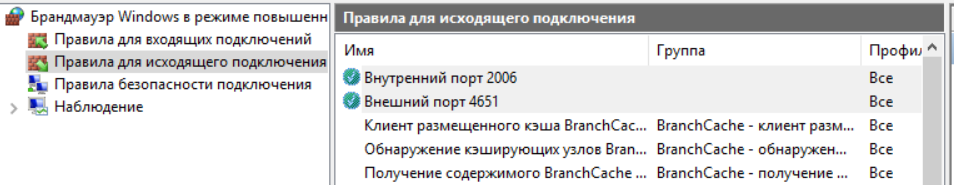 Брандмауэр Windows в режиме повышенн
Правила для входящих подключений
Правила для исходящего подключения
Правила безопасности подключения
Наблюдение
Правила для исходящего подключения
Имя Группа Профил
Внутренний порт 2006 Все
Внешний порт 4651 Все
Клиент размещенного кэша BranchCac... BranchCache - клиент разм... Все
Обнаружение кэширующих узлов Bran... BranchCache - обнаружен... Все
Получение содержимого BranchCache ... BranchCache - получение ... Все